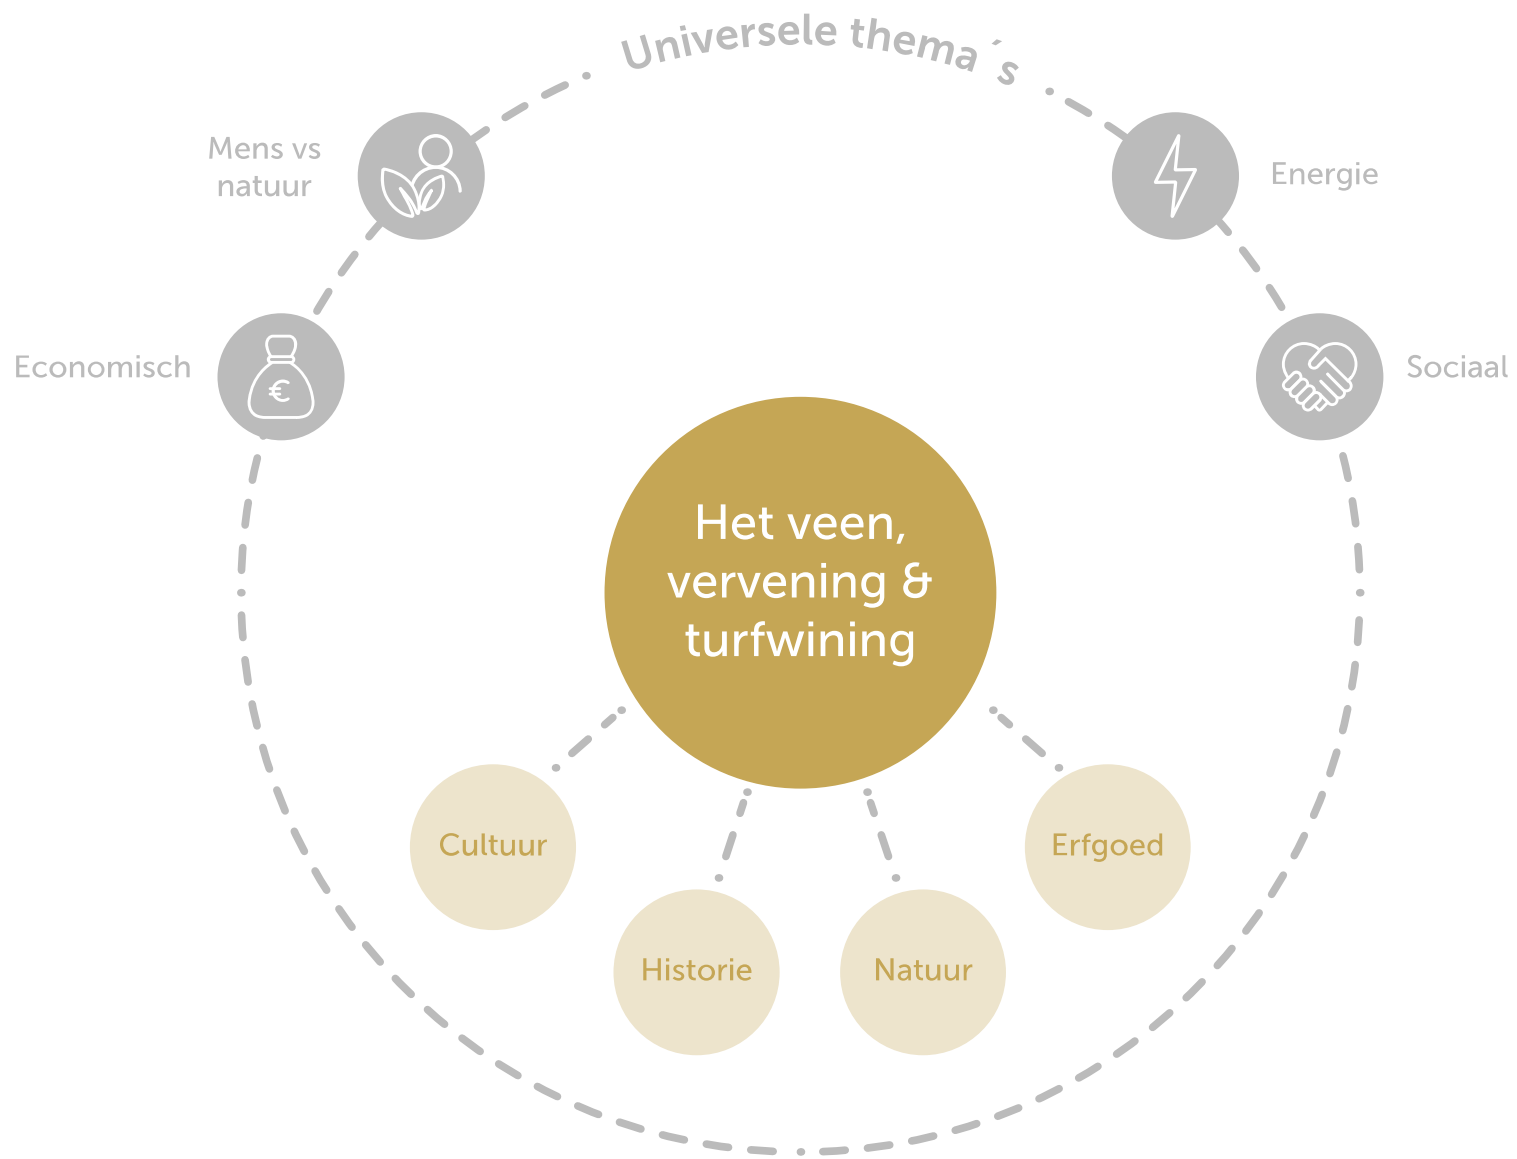 Universele thema´s
Mens vs
natuur
Energie
Economisch
€
Sociaal
Het veen,
vervening &
turfwining
Cultuur
Erfgoed
Historie
Natuur